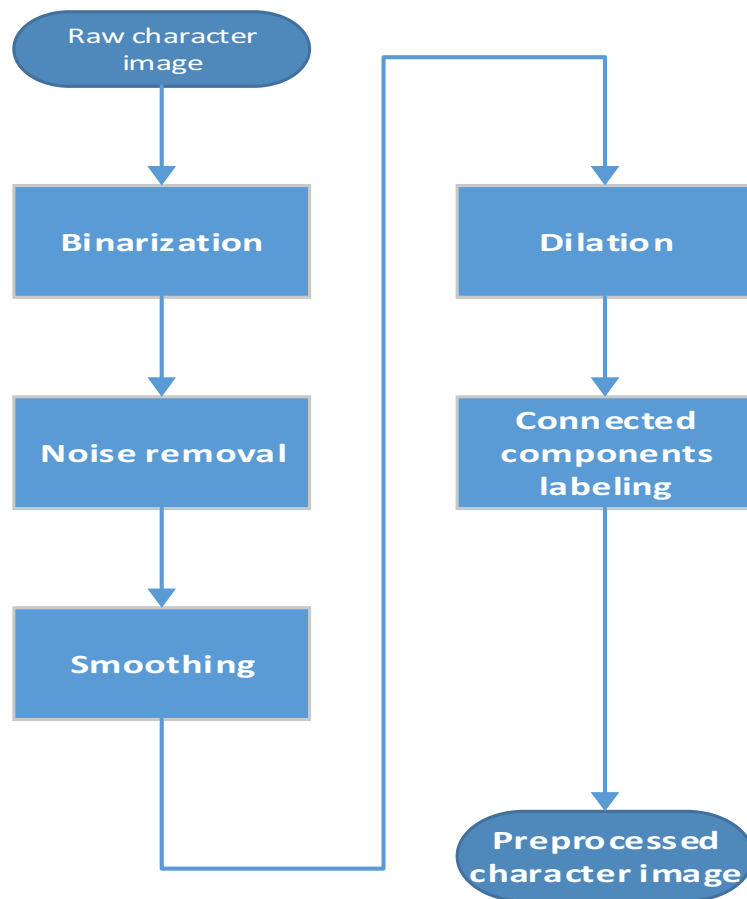 Raw character
image
Binarization
Noise removal
Smoothing
Dilation
Connected
components
labeling
Preprocessed
character image